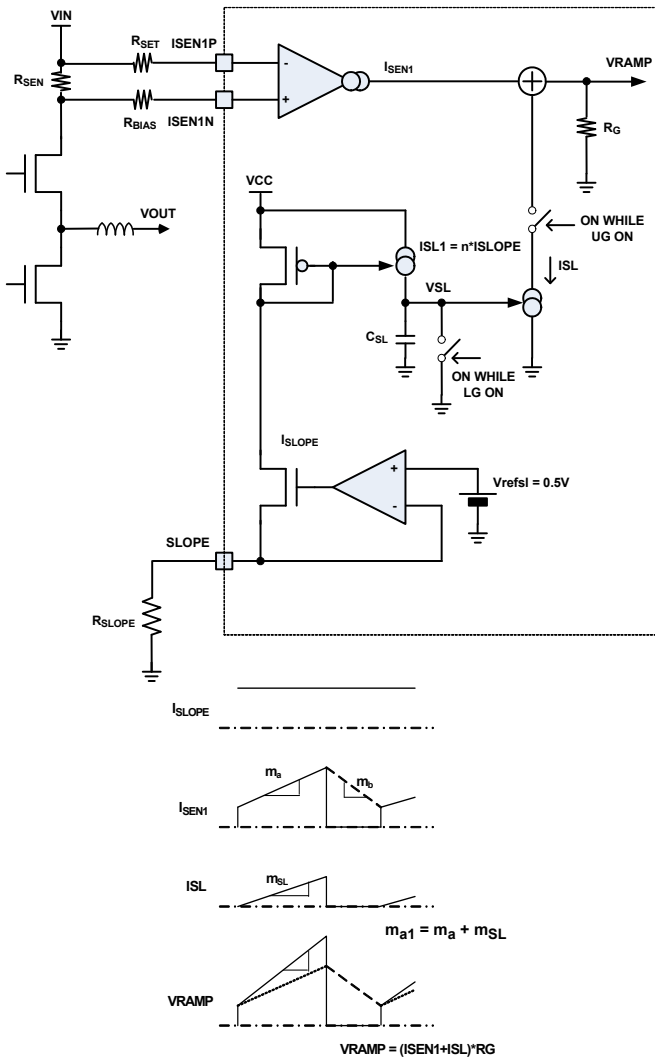 VIN
RSET
ISEN1P
ISEN1
VRAMP
RSEN
-
+
RBIAS
ISEN1N
RG
VCC
VOUT
ISL1 = n*ISLOPE
ON WHILE
UG ON
ISL
VSL
CSL
ON WHILE
LG ON
ISLOPE
+
-
Vrefsl = 0.5V
SLOPE
RSLOPE
ISLOPE
ma
mb
ISEN1
mSL
ISL
ma1 = ma + mSL
VRAMP
VRAMP = (ISEN1+ISL)*RG